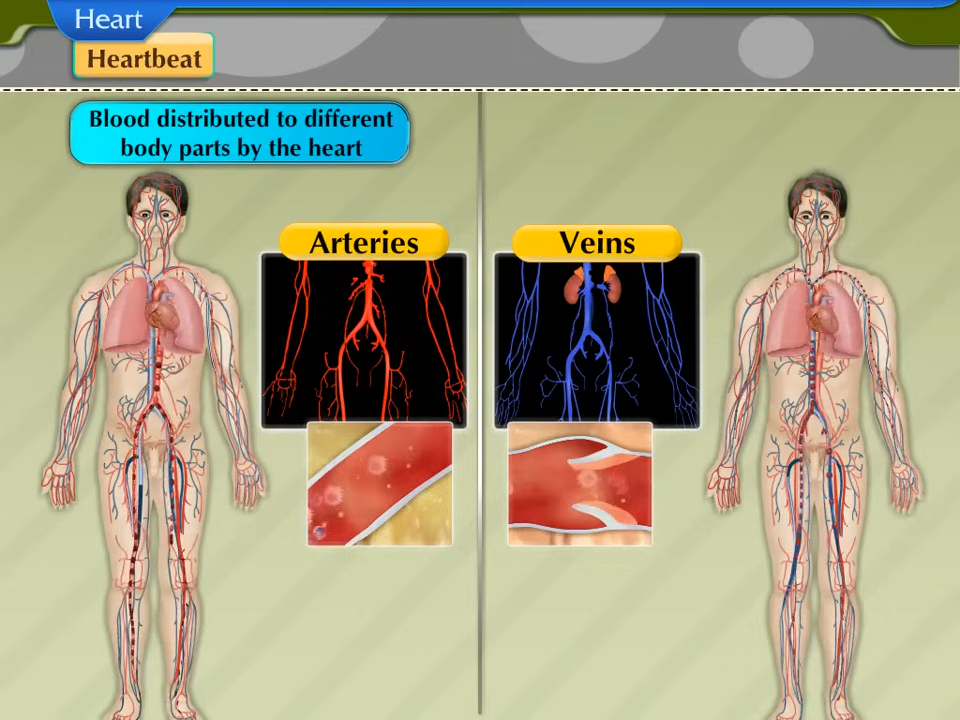 Heart
Heartbeat
Blood distributed to different
body parts by the heart
Arteries
Veins